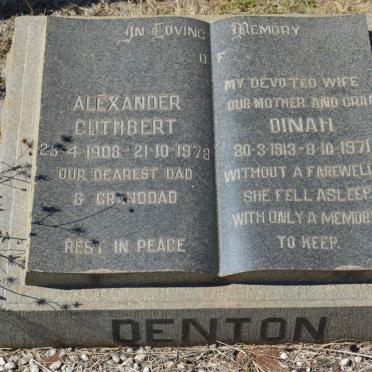 In Loving Memory
OF
ALEXANDER
CUTHBERT
-4-1908-21-10-1978
OUR DEAREST DAD
& GRANDDAD
REST IN PEACE
MY DEVOTED WIFE
OUR MOTHER AND GRAN
DINAH
30-3-1913-8-10-1971
WITHOUT A FAREWELL
SHE FELL ASLEEP
WITH ONLY A MEMORY
TO KEEP.
DENTON